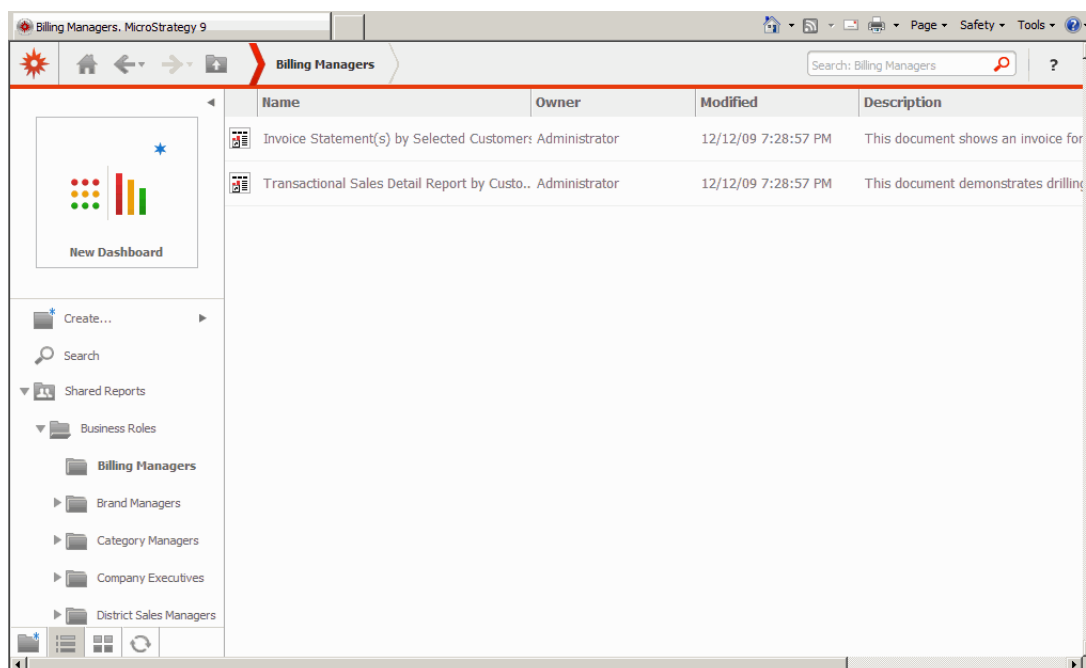 Billing Managers. MicroStrategy 9
Page Safety Tools ?
Billing Managers
Search: Billing Managers
?
Name Owner Modified Description
Invoice Statement(s) by Selected Customers Administrator 12/12/09 7:28:57 PM This document shows an invoice for
Transactional Sales Detail Report by Custo.. Administrator 12/12/09 7:28:57 PM This document demonstrates drilling
New Dashboard
Create...
Search
Shared Reports
Business Roles
Billing Managers
Brand Managers
Category Managers
Company Executives
District Sales Managers